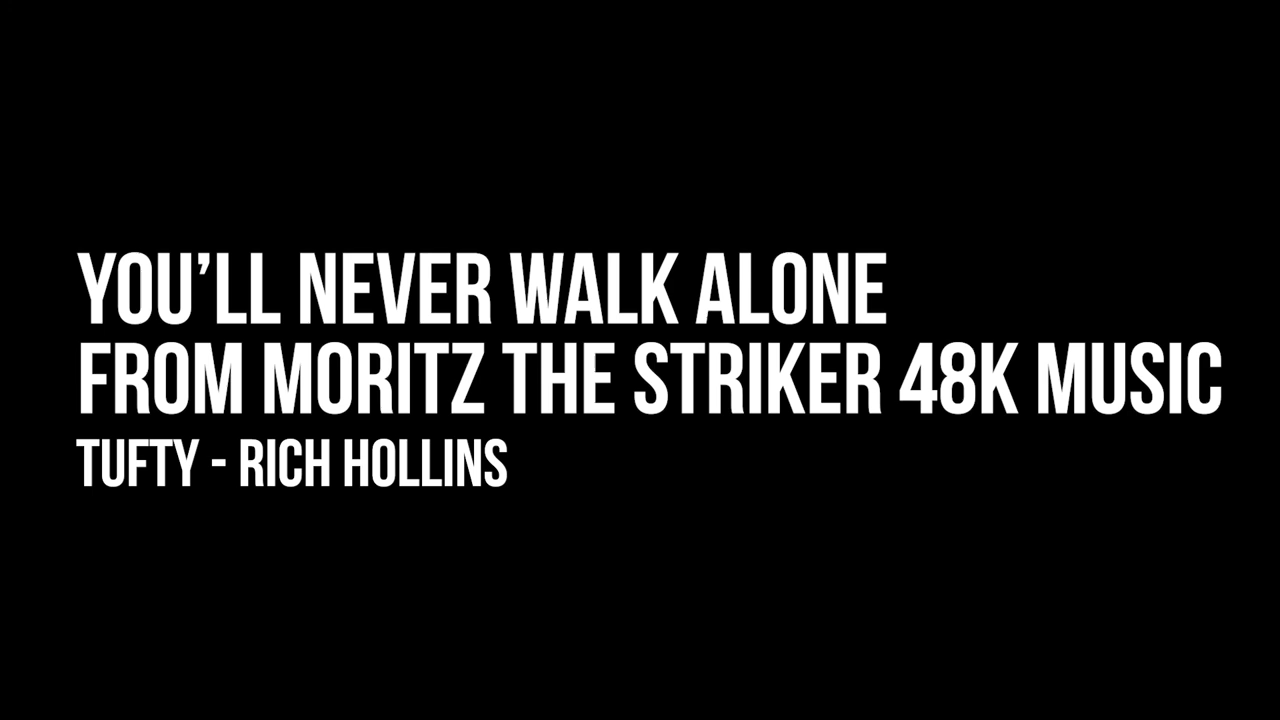 YOU’LL NEVER WALK ALONE
FROM MORITZ THE STRIKER 48K MUSIC
TUFTY - RICH HOLLINS